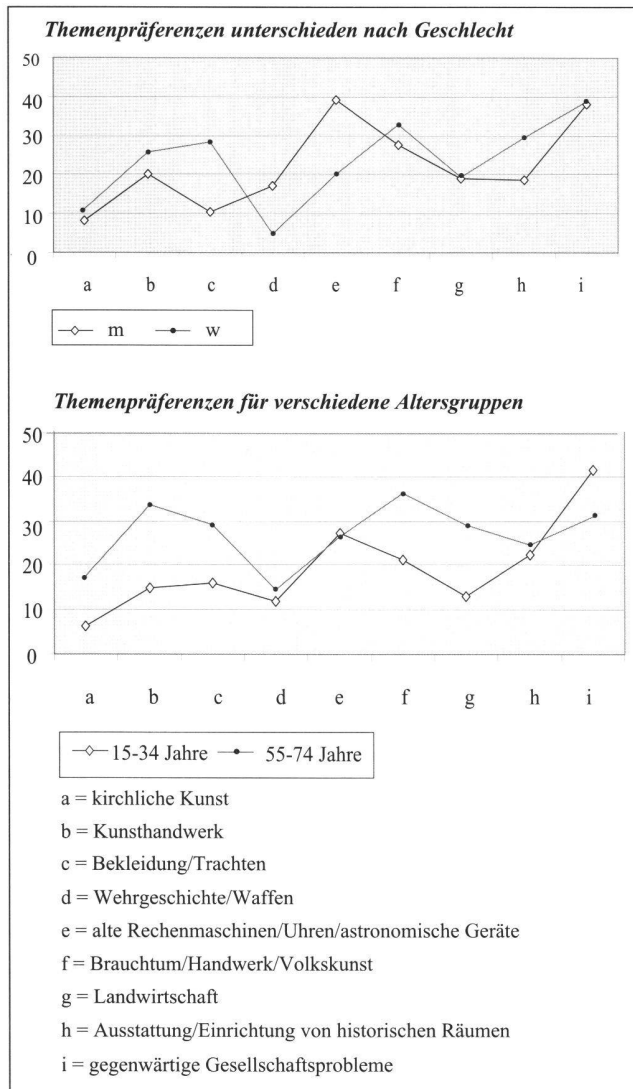 Themenpräferenzen unterschieden nach Geschlecht
50
40
30
20
10
0
a b c d e f g h i
m w
Themenpräferenzen für verschiedene Altersgruppen
50
40
30
20
10
0
a b c d e f g h i
15-34 Jahre 55-74 Jahre
a = kirchliche Kunst
b = Kunsthandwerk
c = Bekleidung/Trachten
d = Wehrgeschichte/Waffen
e = alte Rechenmaschinen/Uhren/astronomische Geräte
f = Brauchtum/Handwerk/Volkskunst
g = Landwirtschaft
h = Ausstattung/Einrichtung von historischen Räumen
i = gegenwärtige Gesellschaftsprobleme